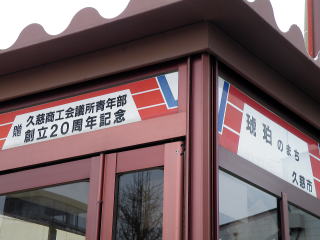 贈 久慈商工会議所青年部
創立20周年記念
琥珀のまち
久慈市